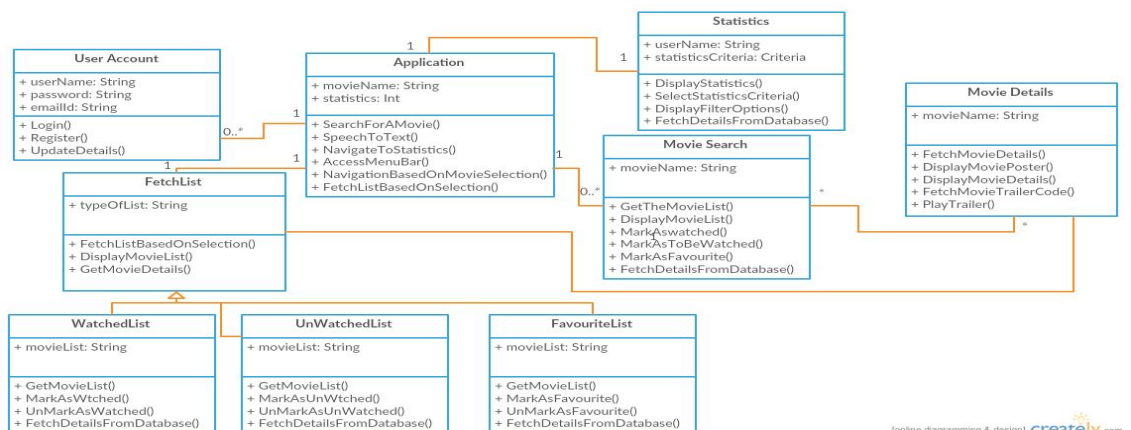 Statistics
+ userName: String
+ statisticsCriteria: Criteria
+ DisplayStatistics()
+ SelectStatisticsCriteria()
+ DisplayFilterOptions()
+ FetchDetailsFromDatabase()
User Account
+ userName: String
+ password: String
+ emailId: String
+ Login()
+ Register()
+ UpdateDetails()
Application
+ movieName: String
+ statistics: Int
+ SearchForAMovie()
+ SpeechToText()
+ NavigateToStatistics()
+ AccessMenuBar()
+ NavigationBasedOnMovieSelection()
+ FetchListBasedOnSelection()
1
1
1
0..*
1
1
1
0..*
*
*
Movie Details
+ movieName: String
+ FetchMovieDetails()
+ DisplayMoviePoster()
+ DisplayMovieDetails()
+ FetchMovieTrailerCode()
+ PlayTrailer()
Movie Search
+ movieName: String
+ GetTheMovieList()
+ DisplayMovieList()
+ MarkAswatched()
+ MarkAsToBeWatched()
+ MarkAsFavourite()
+ FetchDetailsFromDatabase()
FetchList
+ typeOfList: String
+ FetchListBasedOnSelection()
+ DisplayMovieList()
+ GetMovieDetails()
WatchedList
+ movieList: String
+ GetMovieList()
+ MarkAsWtched()
+ UnMarkAsWatched()
+ FetchDetailsFromDatabase()
UnWatchedList
+ movieList: String
+ GetMovieList()
+ MarkAsUnWtched()
+ UnMarkAsUnWatched()
+ FetchDetailsFromDatabase()
FavouriteList
+ movieList: String
+ GetMovieList()
+ MarkAsFavourite()
+ UnMarkAsFavourite()
+ FetchDetailsFromDatabase()
[online diagramming & design] creately.com